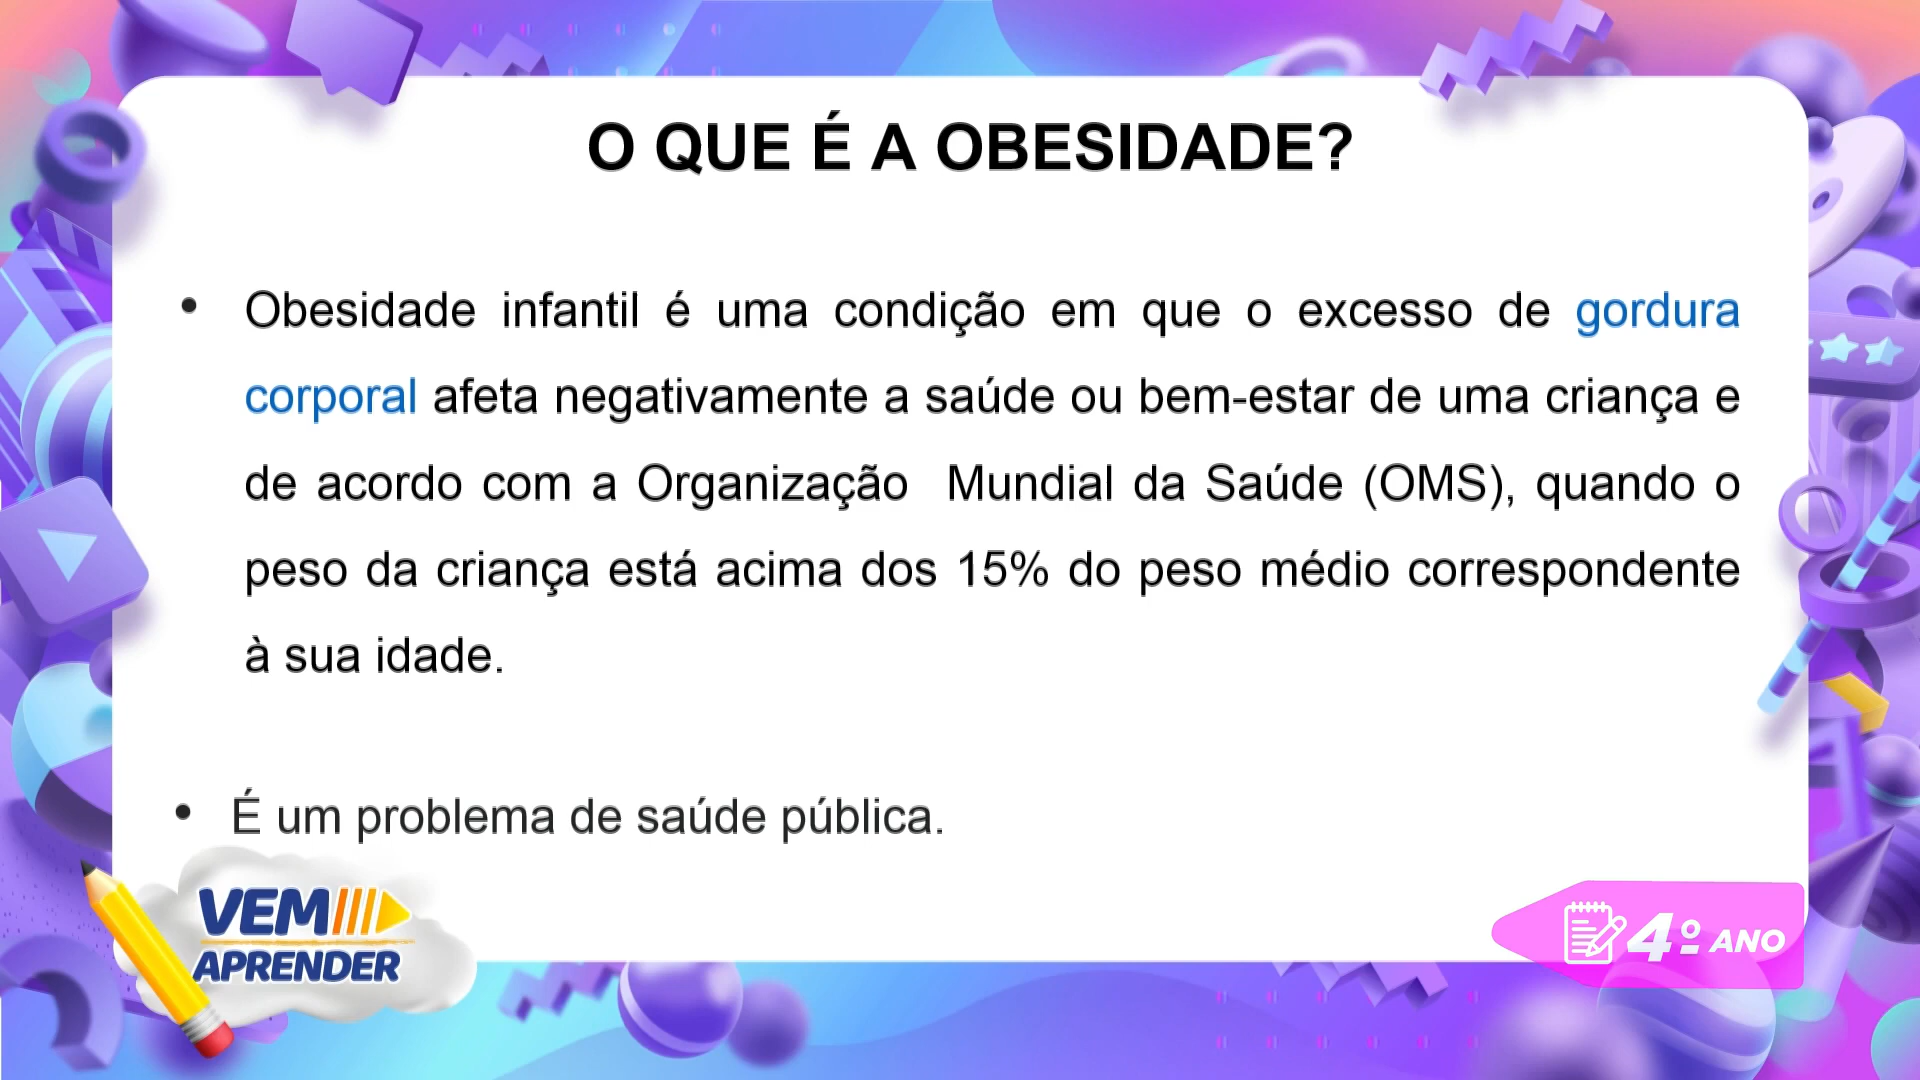 O QUE É A OBESIDADE?
• Obesidade infantil é uma condição em que o excesso de gordura
corporal afeta negativamente a saúde ou bem-estar de uma criança e
de acordo com a Organização  Mundial da Saúde (OMS), quando o
peso da criança está acima dos 15% do peso médio correspondente
à sua idade.
• É um problema de saúde pública.
VEM
APRENDER
4º ANO